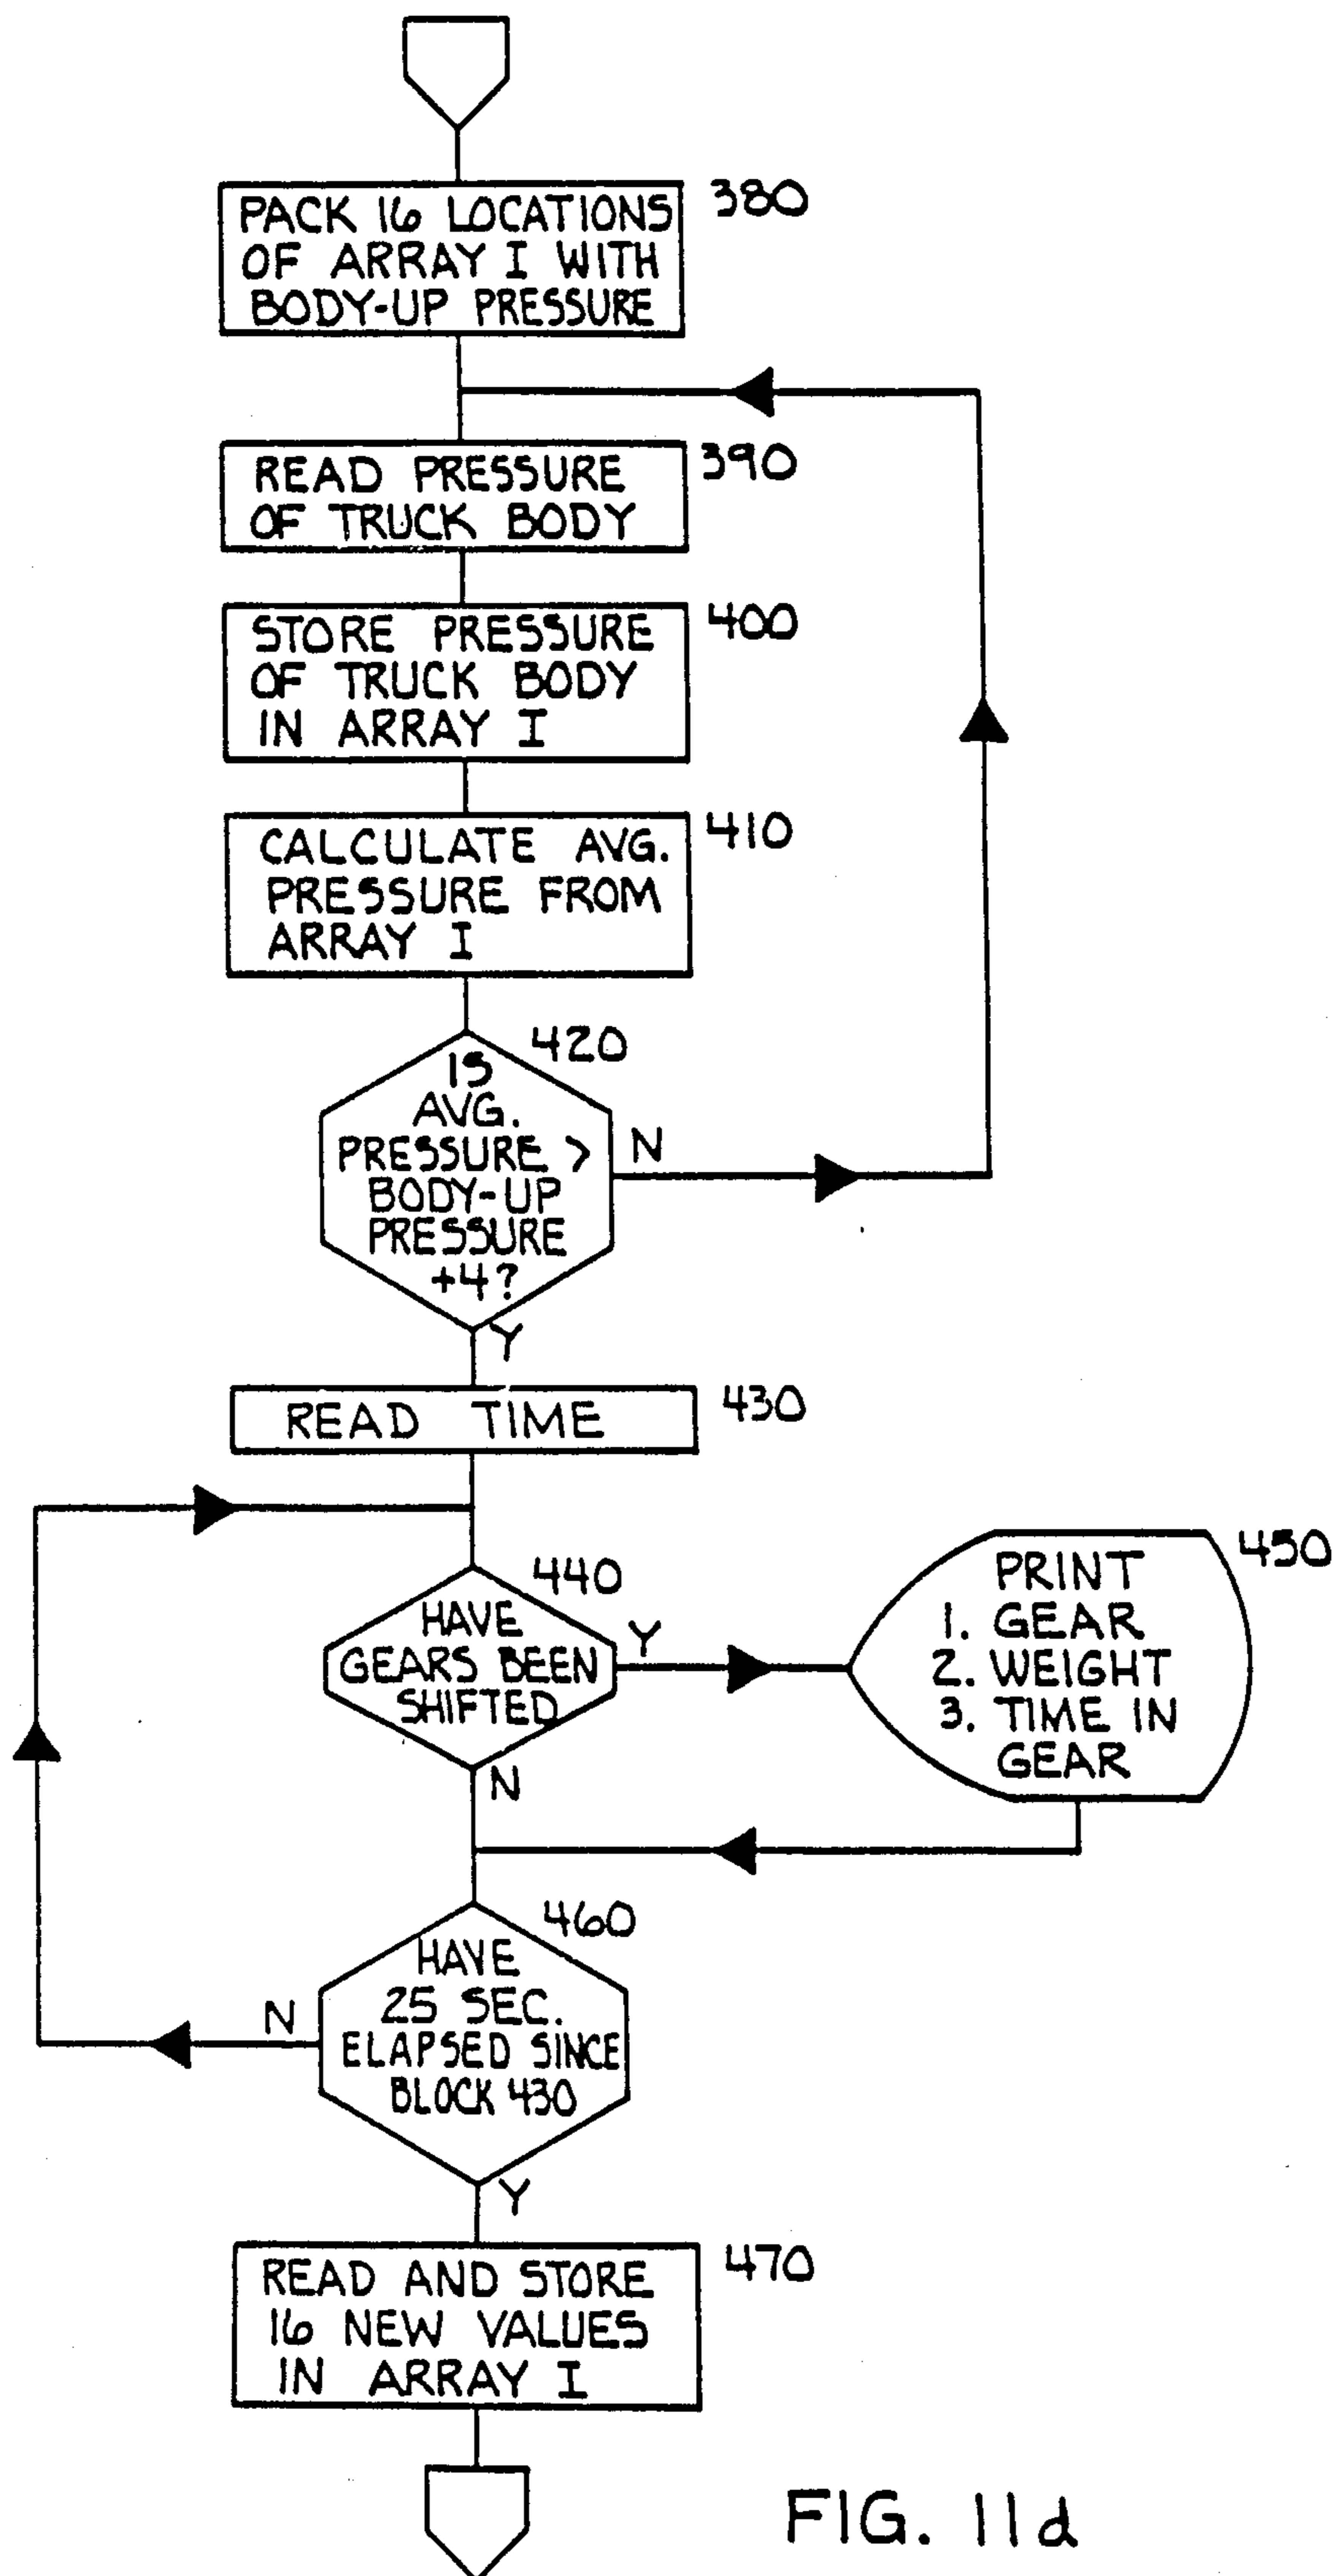 380
PACK 16 LOCATIONS
OF ARRAY I WITH
BODY-UP PRESSURE
390
READ PRESSURE
OF TRUCK BODY
400
STORE PRESSURE
OF TRUCK BODY
IN ARRAY I
410
CALCULATE AVG.
PRESSURE FROM
ARRAY I
420
IS
AVG.
PRESSURE >
BODY-UP
PRESSURE
+4?
N
Y
READ TIME
430
440
HAVE
GEARS BEEN
SHIFTED
Y
N
450
PRINT
1. GEAR
2. WEIGHT
3. TIME IN
GEAR
460
HAVE
25 SEC.
ELAPSED SINCE
BLOCK 430
N
Y
470
READ AND STORE
16 NEW VALUES
IN ARRAY I
FIG. 11d